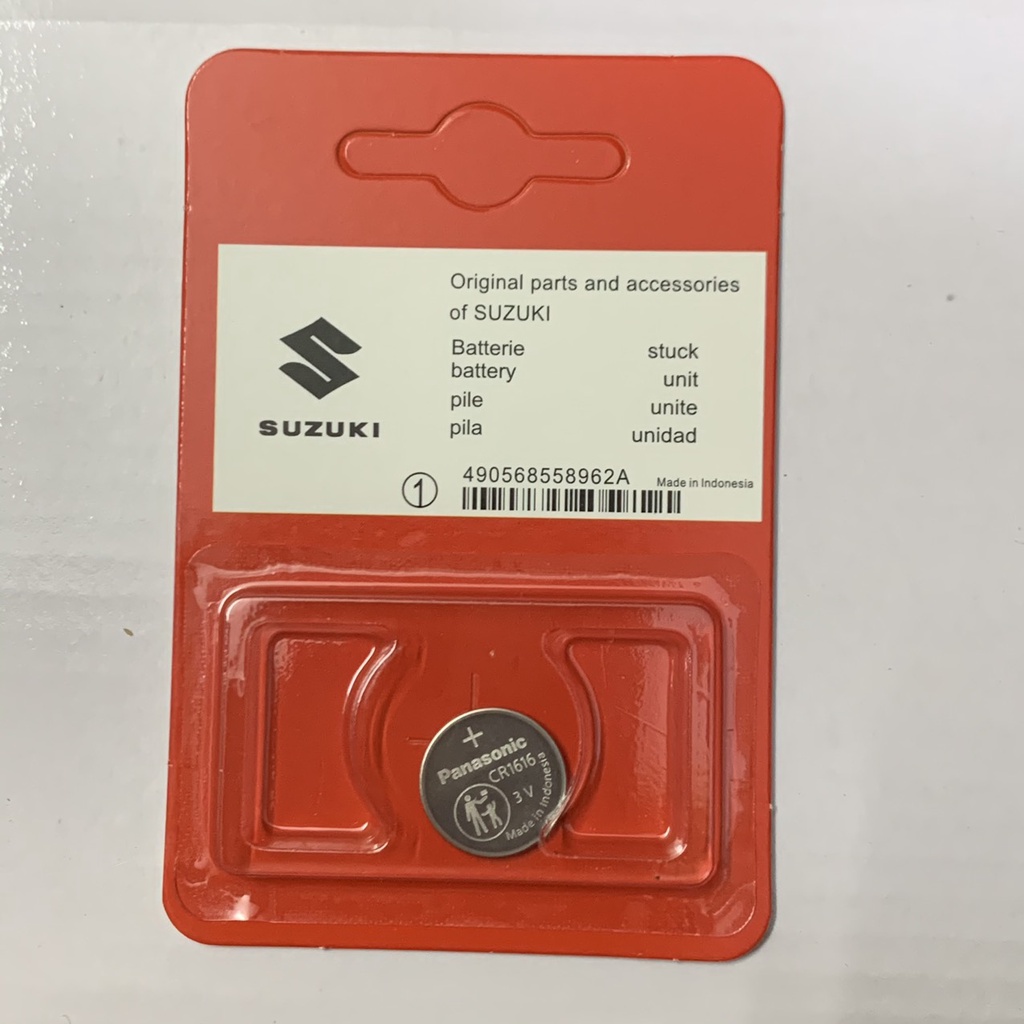 SUZUKI
Original parts and accessories
of SUZUKI
Batterie stuck
battery unit
pile unite
pila unidad
1 490568558962A Made in Indonesia
+
Panasonic
CR1616
3 V
Made in Indonesia